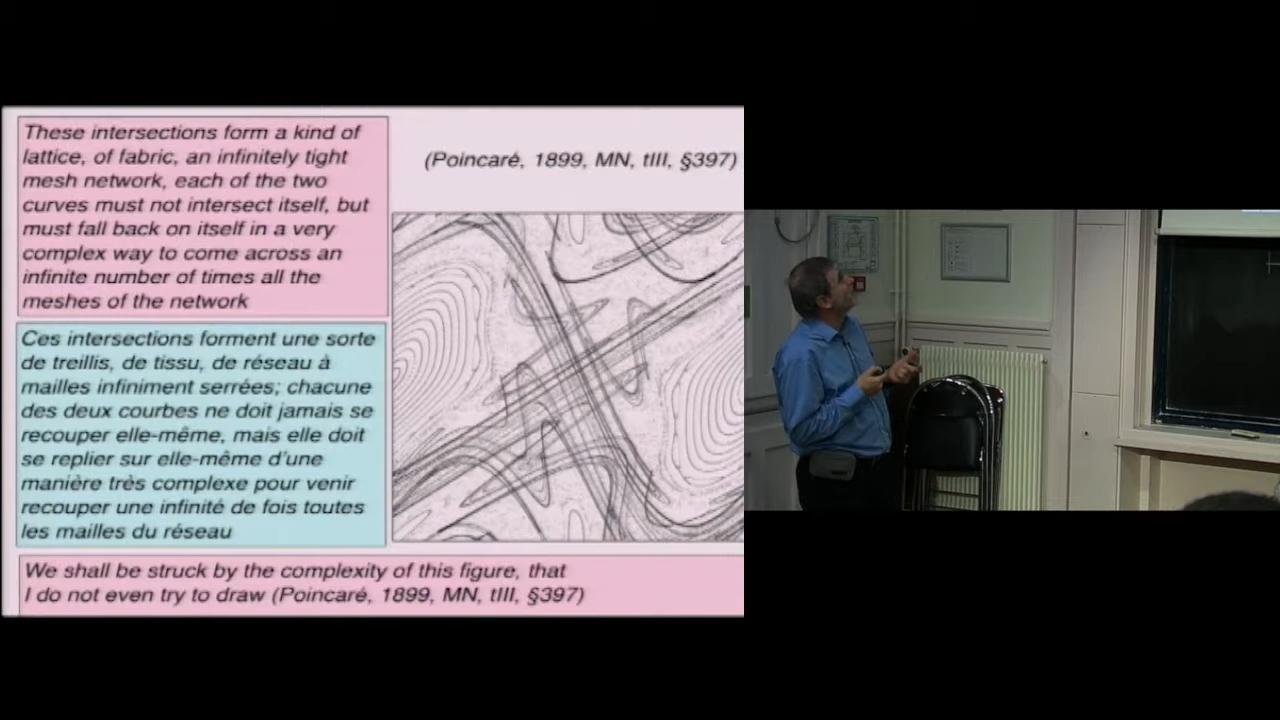 These intersections form a kind of
lattice, of fabric, an infinitely tight
mesh network, each of the two
curves must not intersect itself, but
must fall back on itself in a very
complex way to come across an
infinite number of times all the
meshes of the network
(Poincaré, 1899, MN, tIII, §397)
Ces intersections forment une sorte
de treillis, de tissu, de réseau à
mailles infiniment serrées; chacune
des deux courbes ne doit jamais se
recouper elle-même, mais elle doit
se replier sur elle-même d'une
manière très complexe pour venir
recouper une infinité de fois toutes
les mailles du réseau
We shall be struck by the complexity of this figure, that
I do not even try to draw (Poincaré, 1899, MN, tIII, §397)